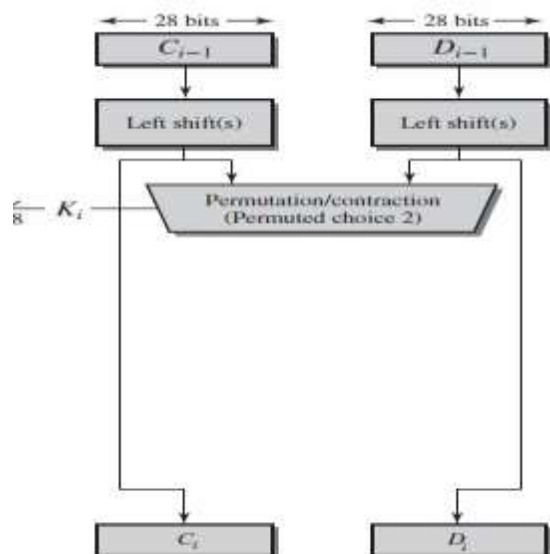 28 bits 28 bits
C_{i−1} D_{i−1}
Left shift(s) Left shift(s)
Permutation/contraction
K_i (Permuted choice 2)
8
C_i D_i